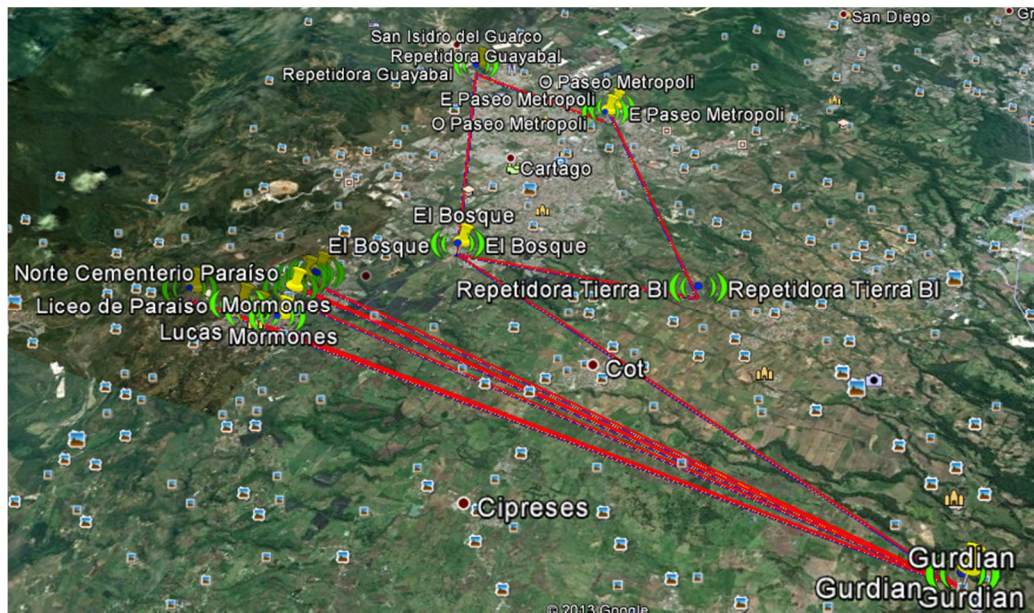 San Diego
San Isidro del Guarco
Repetidora Guayabal
Repetidora Guayabal
O Paseo Metropoli
E Paseo Metropoli
E Paseo Metropoli
O Paseo Metropoli
Cartago
El Bosque
El Bosque
El Bosque
Norte Cementerio Paraíso
Repetidora Tierra Bl
Repetidora Tierra Bl
Liceo de Paraiso
Mormones
Lucas
Mormones
Cot
Cipreses
Gurdian
Gurdian
Gurdian
© 2013 Google